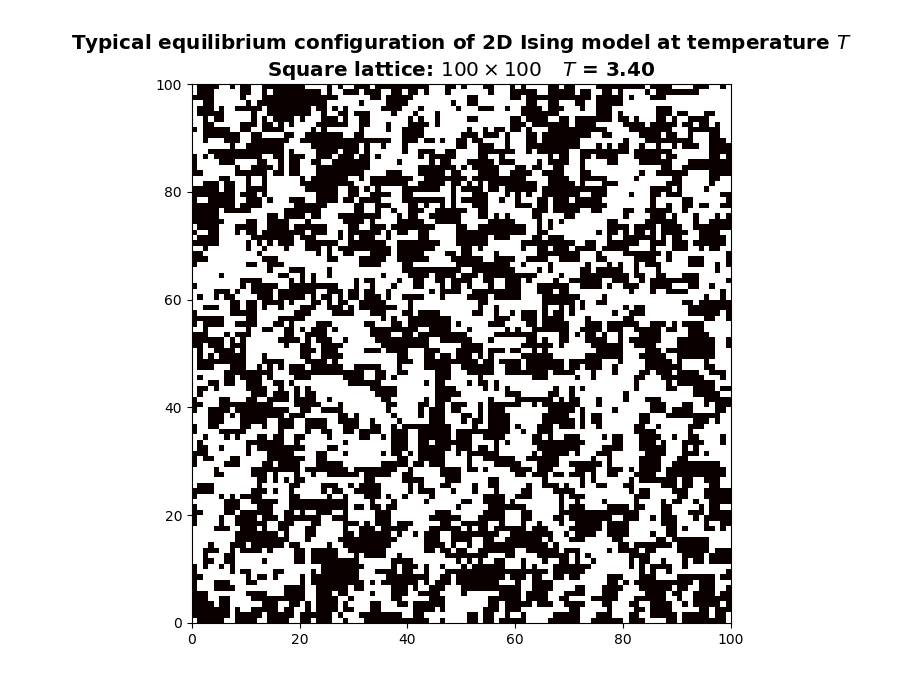 Typical equilibrium configuration of 2D Ising model at temperature T
Square lattice: 100 × 100 T = 3.40
100
80
60
40
20
0
0 20 40 60 80 100